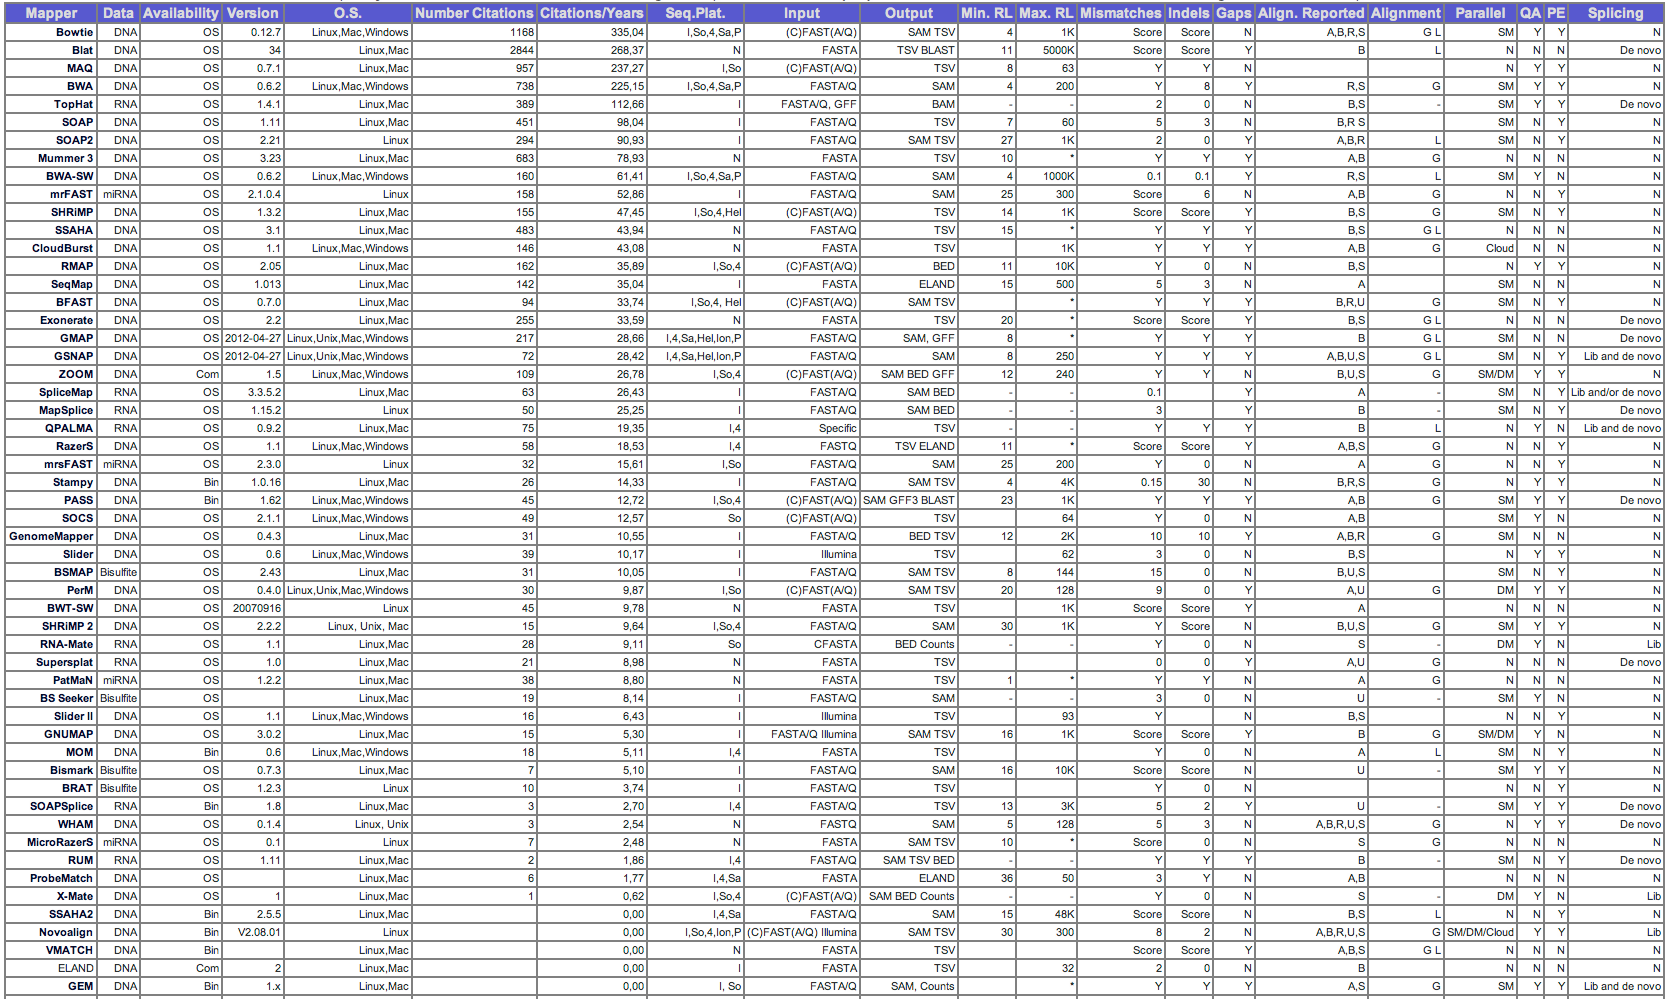 Mapper Data Availability Version O.S. Number Citations Citations/Years Seq.Plat. Input Output Min. RL Max. RL Mismatches Indels Gaps Align. Reported Alignment Parallel QA PE Splicing
Bowtie DNA OS 0.12.7 Linux,Mac,Windows 1168 335,04 I,So,4,Sa,P (C)FAST(A/Q) SAM TSV 4 1K Score Score N A,B,R,S G L SM Y Y N
Blat DNA OS 34 Linux,Mac 2844 268,37 N FASTA TSV BLAST 11 5000K Score Score Y B L N N N De novo
MAQ DNA OS 0.7.1 Linux,Mac 957 237,27 I,So (C)FAST(A/Q) TSV 8 63 Y Y N N Y Y N
BWA DNA OS 0.6.2 Linux,Mac,Windows 738 225,15 I,So,4,Sa,P FASTA/Q SAM 4 200 Y 8 Y R,S G SM Y Y N
TopHat RNA OS 1.4.1 Linux,Mac 389 112,66 I FASTA/Q, GFF BAM - - 2 0 N B,S - SM Y Y De novo
SOAP DNA OS 1.11 Linux,Mac 451 98,04 I FASTA/Q TSV 7 60 5 3 Y B,R S SM N Y N
SOAP2 DNA OS 2.21 Linux 294 90,93 I FASTA/Q SAM TSV 27 1K 2 0 Y A,B,R L SM N Y N
Mummer 3 DNA OS 3.23 Linux,Mac 683 78,93 N FASTA TSV 10 * Y Y Y A,B G N N N N
BWA-SW DNA OS 0.6.2 Linux,Mac,Windows 160 61,41 I,So,4,Sa,P FASTA/Q SAM 4 1000K 0.1 0.1 Y R,S L SM Y N N
mrFAST miRNA OS 2.1.0.4 Linux 158 52,86 I FASTA/Q SAM 25 300 Score 6 N A,B G N N Y N
SHRiMP DNA OS 1.3.2 Linux,Mac 155 47,45 I,So,4,Hel (C)FAST(A/Q) TSV 14 1K Score Score Y B,S G SM N Y N
SSAHA DNA OS 3.1 Linux,Mac 483 43,94 N FASTA TSV 15 * Y Y Y B,S G L N N N N
CloudBurst DNA OS 1.1 Linux,Mac,Windows 146 43,08 N FASTA TSV 1K Y Y Y A,B G Cloud N N N
RMAP DNA OS 2.05 Linux,Mac 162 35,89 I,So,4 (C)FAST(A/Q) BED 11 10K Y 0 N B,S N Y Y N
SeqMap DNA OS 1.013 Linux,Mac 142 35,04 I FASTA ELAND 15 500 5 3 N A SM N N N
BFAST DNA OS 0.7.0 Linux,Mac 94 33,74 I,So,4, Hel (C)FAST(A/Q) SAM TSV * Y Y Y B,R,U G SM N Y N
Exonerate DNA OS 2.2 Linux,Mac 255 33,59 N FASTA TSV 20 * Score Score Y B,S G L N N N De novo
GMAP DNA OS 2012-04-27 Linux,Unix,Mac,Windows 217 28,66 I,4,Sa,Hel,Ion,P FASTA/Q SAM, GFF 8 * Y Y Y B G L SM N N De novo
GSNAP DNA OS 2012-04-27 Linux,Unix,Mac,Windows 72 28,42 I,4,Sa,Hel,Ion,P FASTA/Q SAM 8 250 Y Y Y A,B,U,S G L SM N Y Lib and de novo
ZOOM DNA Com 1.5 Linux,Mac,Windows 109 26,78 I,So,4 (C)FAST(A/Q) SAM BED GFF 12 240 Y Y N B,U,S G SM/DM Y Y N
SpliceMap RNA OS 3.3.5.2 Linux,Mac 63 26,43 I FASTA/Q SAM BED - - 0.1 Y A - SM N Y Lib and/or de novo
MapSplice RNA OS 1.15.2 Linux 50 25,25 I FASTA/Q SAM BED - - 3 Y B - SM N Y De novo
QPALMA RNA OS 0.9.2 Linux,Mac 75 19,35 I,4 Specific TSV - - Y Y Y B L N Y N Lib and de novo
RazerS DNA OS 1.1 Linux,Mac,Windows 58 18,53 I,4 FASTQ TSV ELAND 11 * Score Score Y A,B,S G N N Y N
mrsFAST miRNA OS 2.3.0 Linux 32 15,61 I,So FASTA/Q SAM 25 200 Y 0 N A G N N Y N
Stampy DNA Bin 1.0.16 Linux,Mac 26 14,33 I FASTA/Q SAM TSV 4 4K 0.15 30 N B,R,S G N Y Y N
PASS DNA Bin 1.62 Linux,Mac,Windows 45 12,72 I,So,4 (C)FAST(A/Q) SAM GFF3 BLAST 23 1K Y Y Y A,B G SM Y Y De novo
SOCS DNA OS 2.1.1 Linux,Mac,Windows 49 12,57 So (C)FAST(A/Q) TSV 64 Y 0 N A,B SM Y N N
GenomeMapper DNA OS 0.4.3 Linux,Mac 31 10,55 I FASTA/Q BED TSV 12 2K 10 10 Y A,B,R G SM N N N
Slider DNA OS 0.6 Linux,Mac,Windows 39 10,17 I Illumina TSV 62 3 0 N B,S N Y Y N
BSMAP Bisulfite OS 2.43 Linux,Mac 31 10,05 I FASTA/Q SAM TSV 8 144 15 0 N B,U,S SM N Y N
PerM DNA OS 0.4.0 Linux,Unix,Mac,Windows 30 9,87 I,So (C)FAST(A/Q) SAM TSV 20 128 9 0 Y A,U G DM Y Y N
BWT-SW DNA OS 20070916 Linux 45 9,78 N FASTA TSV 1K Score Score Y A N N N N
SHRiMP 2 DNA OS 2.2.2 Linux, Unix, Mac 15 9,64 I,So,4 FASTA/Q SAM 30 1K Y Score N B,U,S G SM Y Y N
RNA-Mate RNA OS 1.1 Linux,Mac 28 9,11 So CFASTA BED Counts - - Y 0 N S - DM Y N Lib
Supersplat RNA OS 1.0 Linux,Mac 21 8,98 N FASTA TSV 0 0 Y A,U G N N N De novo
PatMaN miRNA OS 1.2.2 Linux,Mac 38 8,80 N FASTA TSV 1 * Y Y N A G N N N N
BS Seeker Bisulfite OS Linux,Mac 19 8,14 I FASTA/Q SAM - - 3 0 N U - SM Y N N
Slider II DNA OS 1.1 Linux,Mac,Windows 16 6,43 I Illumina TSV 93 Y N B,S N N Y N
GNUMAP DNA OS 3.0.2 Linux,Mac 15 5,30 I FASTA/Q Illumina SAM TSV 16 1K Score Score Y B G SM/DM Y N N
MOM DNA Bin 0.6 Linux,Mac,Windows 18 5,11 I,4 FASTA TSV Y 0 N A L SM N Y N
Bismark Bisulfite OS 0.7.3 Linux,Mac 7 5,10 I FASTA/Q SAM 16 10K Score Score N U - SM Y Y N
BRAT Bisulfite OS 1.2.3 Linux 10 3,74 I FASTA/Q TSV Y 0 N N N Y N
SOAPSplice RNA Bin 1.8 Linux,Mac 3 2,70 I,4 FASTA/Q TSV 13 3K 5 2 Y U - SM Y Y De novo
WHAM DNA OS 0.1.4 Linux, Unix 3 2,54 N FASTQ SAM 5 128 5 3 N A,B,R,U,S G N Y Y De novo
MicroRazerS miRNA OS 0.1 Linux 7 2,48 N FASTA SAM TSV 10 * Score 0 N S G N N N N
RUM RNA OS 1.11 Linux,Mac 2 1,86 I,4 FASTA/Q SAM TSV BED - - Y Y Y B - SM N Y De novo
ProbeMatch DNA OS Linux,Mac 6 1,77 I,4,Sa FASTA ELAND 36 50 3 Y N A,B N N N N
X-Mate DNA OS 1 Linux,Mac 1 0,62 I,So,4 (C)FAST(A/Q) SAM BED Counts - - Y 0 N S - DM Y N Lib
SSAHA2 DNA Bin 2.5.5 Linux,Mac 0,00 I,4,Sa FASTA/Q SAM 15 48K Score Score N B,S L N N Y N
Novoalign DNA Bin V2.08.01 Linux 0,00 I,So,4,Ion,P (C)FAST(A/Q) Illumina SAM TSV 30 300 8 2 N A,B,R,U,S G SM/DM/Cloud Y Y Lib
VMATCH DNA Bin Linux,Mac 0,00 N FASTA TSV Score Score Y A,B,S G L N N N N
ELAND DNA Com 2 Linux,Mac 0,00 I FASTA TSV 32 2 0 N B N N N N
GEM DNA Bin 1.x Linux,Mac 0,00 I, So FASTA/Q SAM, Counts * Y Y Y A,S G SM Y N Lib and de novo